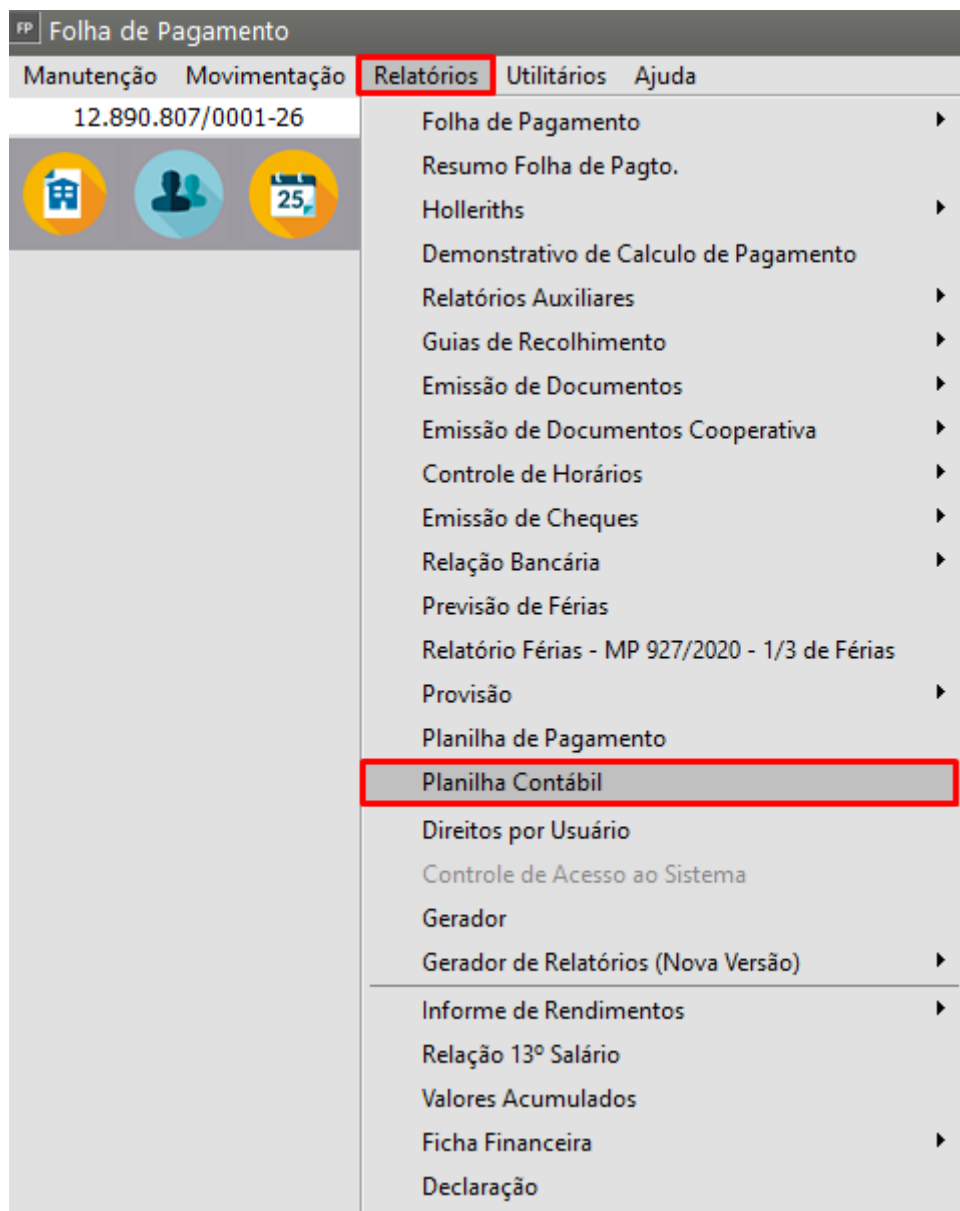 FP Folha de Pagamento
Manutenção Movimentação Relatórios Utilitários Ajuda
12.890.807/0001-26
25
Folha de Pagamento
Resumo Folha de Pagto.
Holleriths
Demonstrativo de Calculo de Pagamento
Relatórios Auxiliares
Guias de Recolhimento
Emissão de Documentos
Emissão de Documentos Cooperativa
Controle de Horários
Emissão de Cheques
Relação Bancária
Previsão de Férias
Relatório Férias - MP 927/2020 - 1/3 de Férias
Provisão
Planilha de Pagamento
Planilha Contábil
Direitos por Usuário
Controle de Acesso ao Sistema
Gerador
Gerador de Relatórios (Nova Versão)
Informe de Rendimentos
Relação 13º Salário
Valores Acumulados
Ficha Financeira
Declaração